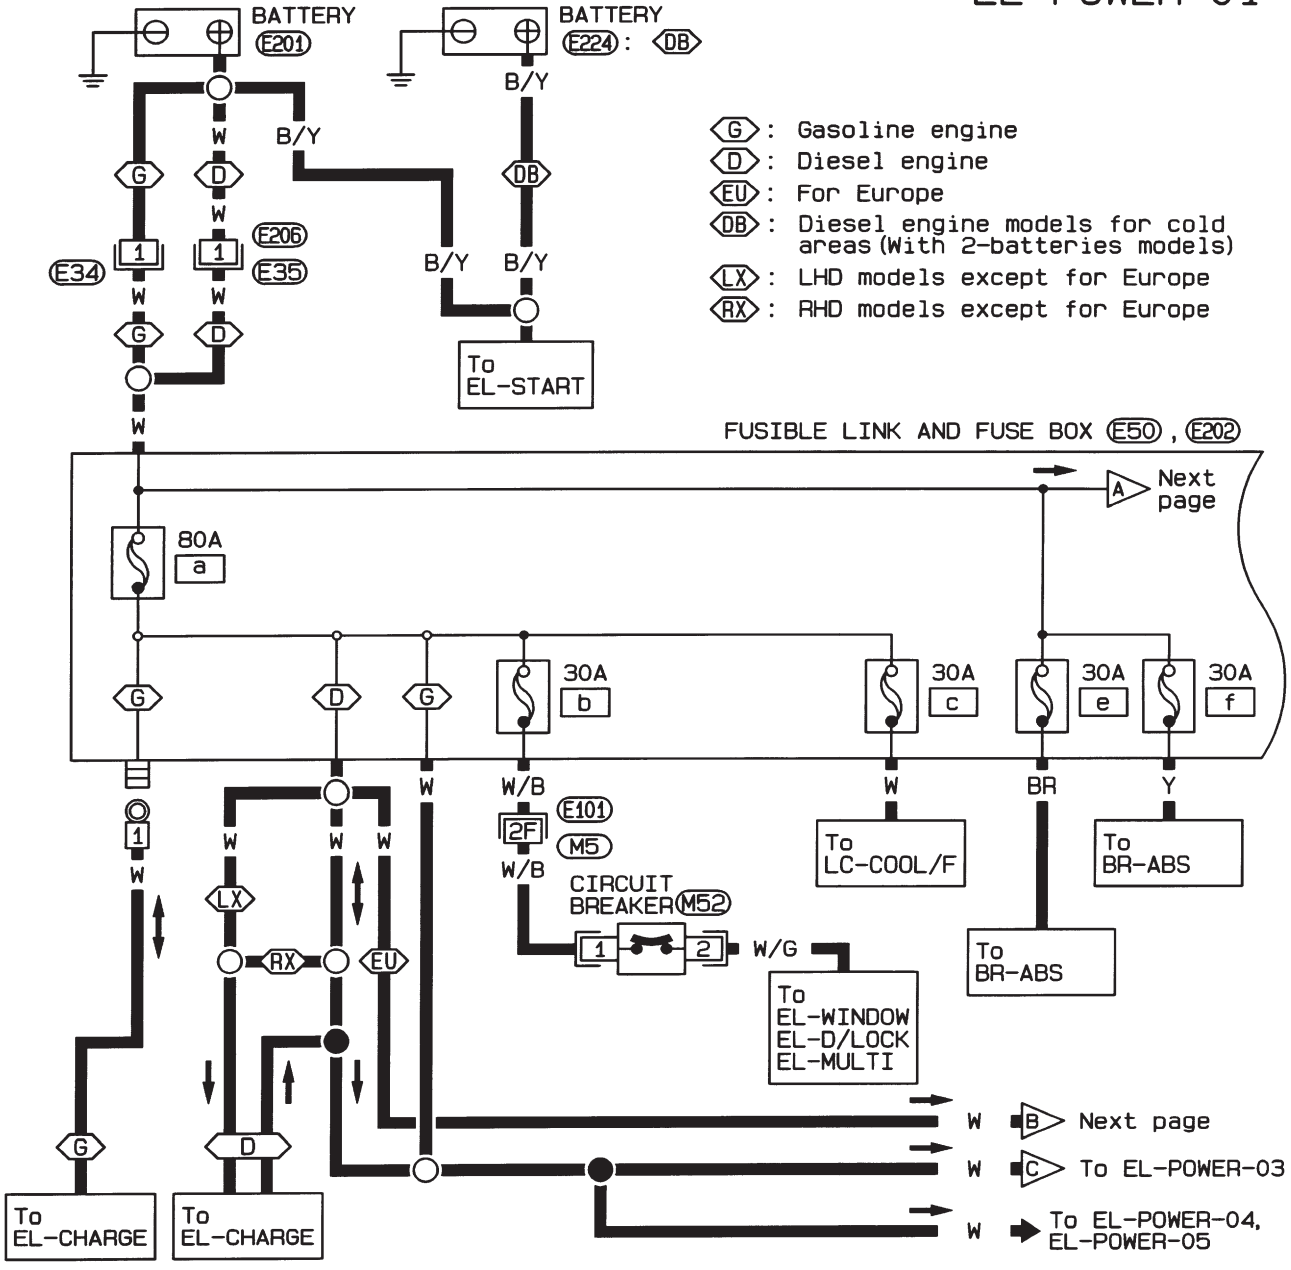 BATTERY
E201
BATTERY
E224 : DB
B/Y
W
B/Y
G
D
DB
W
1
1
E206
E34
E35
W
W
B/Y
B/Y
G
D
To
EL-START
W
G : Gasoline engine
D : Diesel engine
EU : For Europe
DB : Diesel engine models for cold
areas (With 2-batteries models)
LX : LHD models except for Europe
RX : RHD models except for Europe
FUSIBLE LINK AND FUSE BOX E50 , E202
A Next
page
80A
a
G
D
G
30A
b
30A
c
30A
e
30A
f
W
W/B
W
BR
Y
1
W
W
W
W
2F
E101
M5
W/B
To
LC-COOL/F
To
BR-ABS
CIRCUIT
BREAKER M52
LX
RX
EU
1
2
W/G
To
BR-ABS
To
EL-WINDOW
EL-D/LOCK
EL-MULTI
G
D
W B Next page
W C To EL-POWER-03
W To EL-POWER-04,
EL-POWER-05
To
EL-CHARGE
To
EL-CHARGE